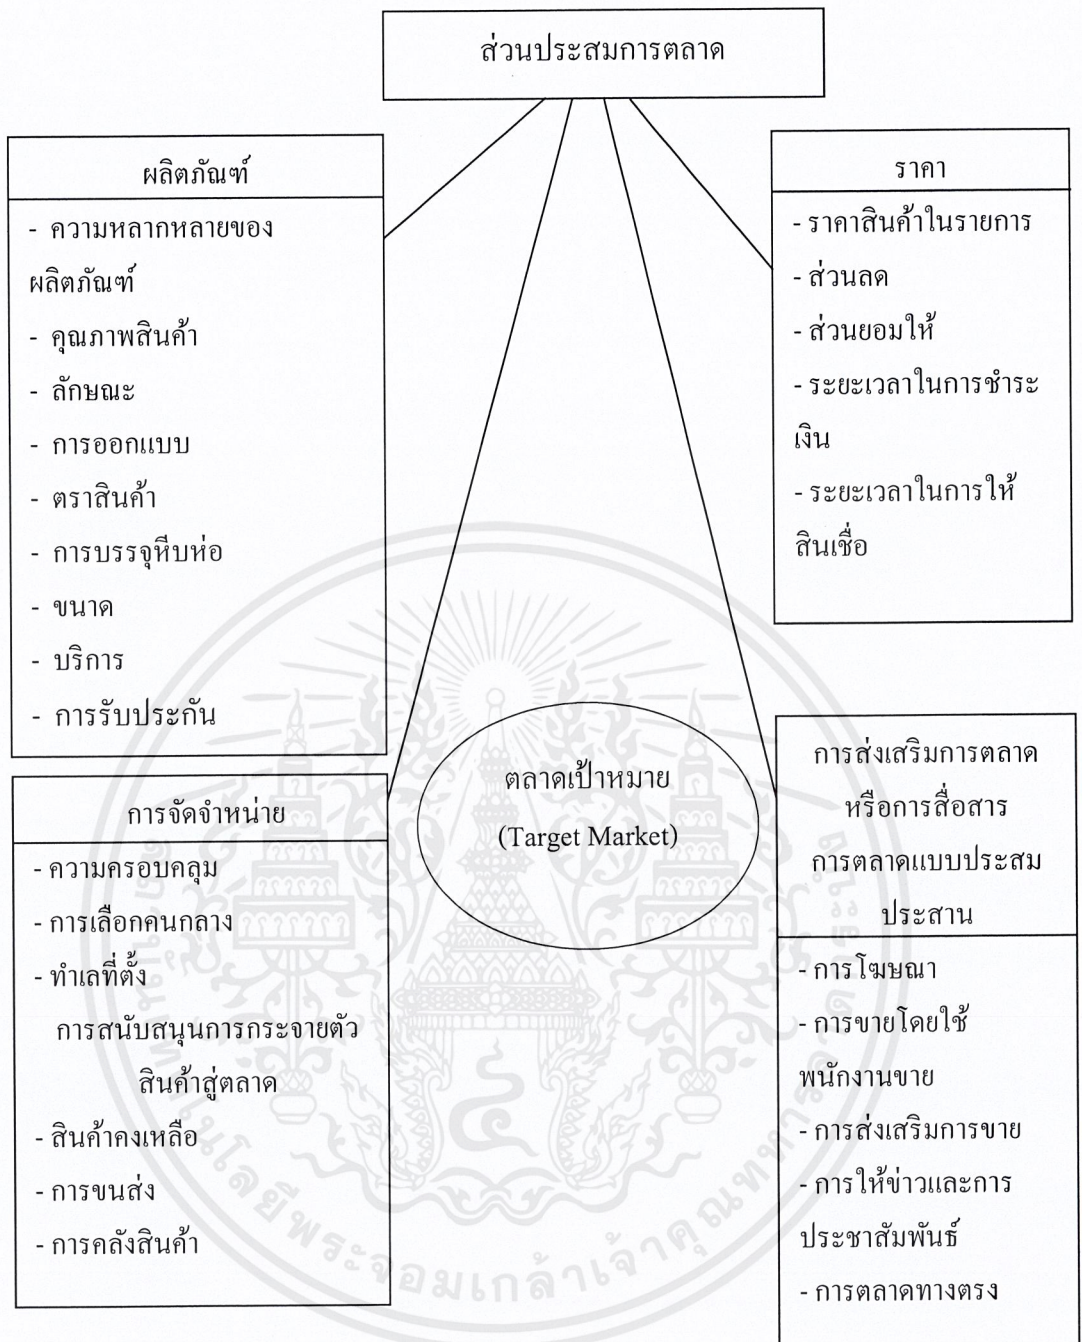 ส่วนประสมการตลาด
ผลิตภัณฑ์
- ความหลากหลายของ
ผลิตภัณฑ์
- คุณภาพสินค้า
- ลักษณะ
- การออกแบบ
- ตราสินค้า
- การบรรจุหีบห่อ
- ขนาด
- บริการ
- การรับประกัน
ราคา
- ราคาสินค้าในรายการ
- ส่วนลด
- ส่วนยอมให้
- ระยะเวลาในการชำระ
เงิน
- ระยะเวลาในการให้
สินเชื่อ
ตลาดเป้าหมาย
(Target Market)
การจัดจำหน่าย
- ความครอบคลุม
- การเลือกคนกลาง
- ทำเลที่ตั้ง
การสนับสนุนการกระจายตัว
สินค้าสู่ตลาด
- สินค้าคงเหลือ
- การขนส่ง
- การคลังสินค้า
การส่งเสริมการตลาด
หรือการสื่อสาร
การตลาดแบบประสม
ประสาน
- การโฆษณา
- การขายโดยใช้
พนักงานขาย
- การส่งเสริมการขาย
- การให้ข่าวและการ
ประชาสัมพันธ์
- การตลาดทางตรง
๔